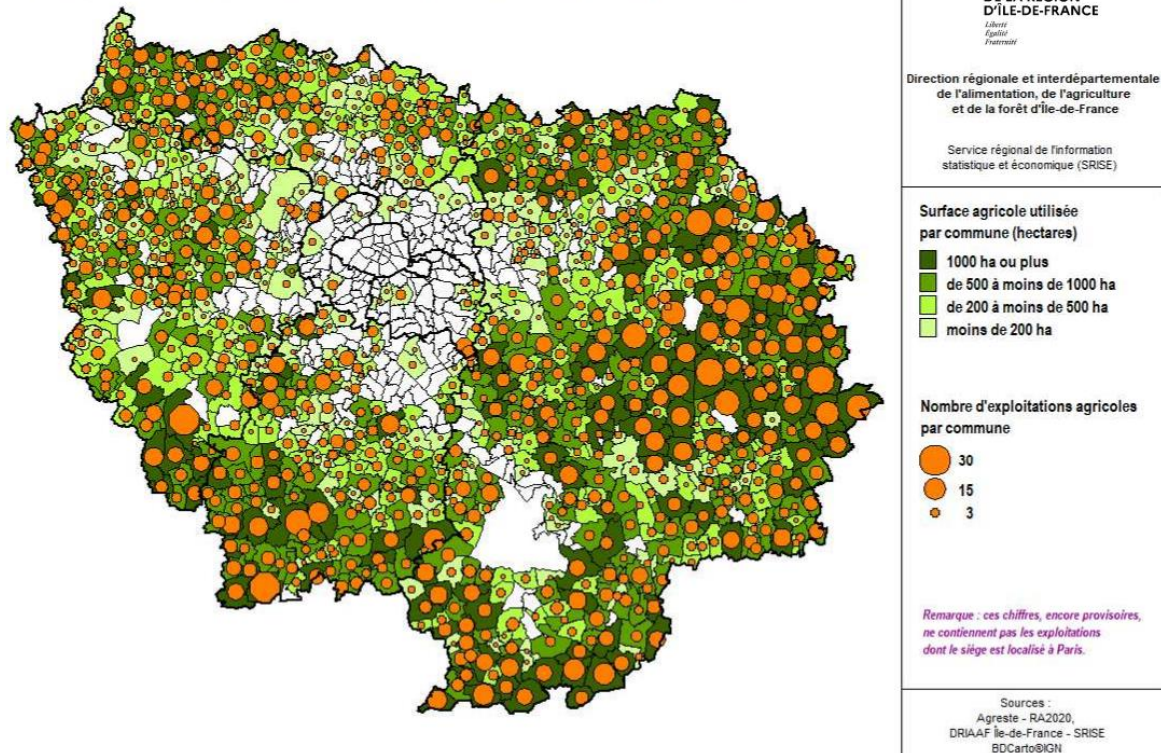 DE LA RÉGION
D'ÎLE-DE-FRANCE
Liberté
Égalité
Fraternité
Direction régionale et interdépartementale
de l'alimentation, de l'agriculture
et de la forêt d'Île-de-France
Service régional de l'information
statistique et économique (SRISE)
Surface agricole utilisée
par commune (hectares)
1000 ha ou plus
de 500 à moins de 1000 ha
de 200 à moins de 500 ha
moins de 200 ha
Nombre d'exploitations agricoles
par commune
30
15
3
Remarque : ces chiffres, encore provisoires,
ne contiennent pas les exploitations
dont le siège est localisé à Paris.
Sources :
Agreste - RA2020,
DRIAAF Île-de-France - SRISE
BDCarto®IGN